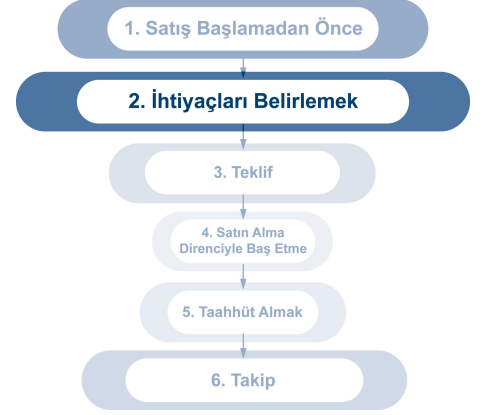 1. Satış Başlamadan Önce
2. İhtiyaçları Belirlemek
3. Teklif
4. Satın Alma
Direnciyle Baş Etme
5. Taahhüt Almak
6. Takip